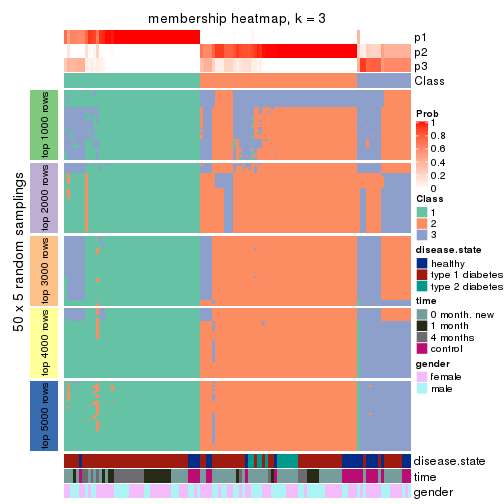 membership heatmap, k = 3
p1
p2
p3
Class
50 x 5 random samplings
top 1000 rows
top 2000 rows
top 3000 rows
top 4000 rows
top 5000 rows
Prob
1
0.8
0.6
0.4
0.2
0
Class
1
2
3
disease.state
healthy
type 1 diabetes
type 2 diabetes
time
0 month. new
1 month
4 months
control
gender
female
male
disease.state
time
gender